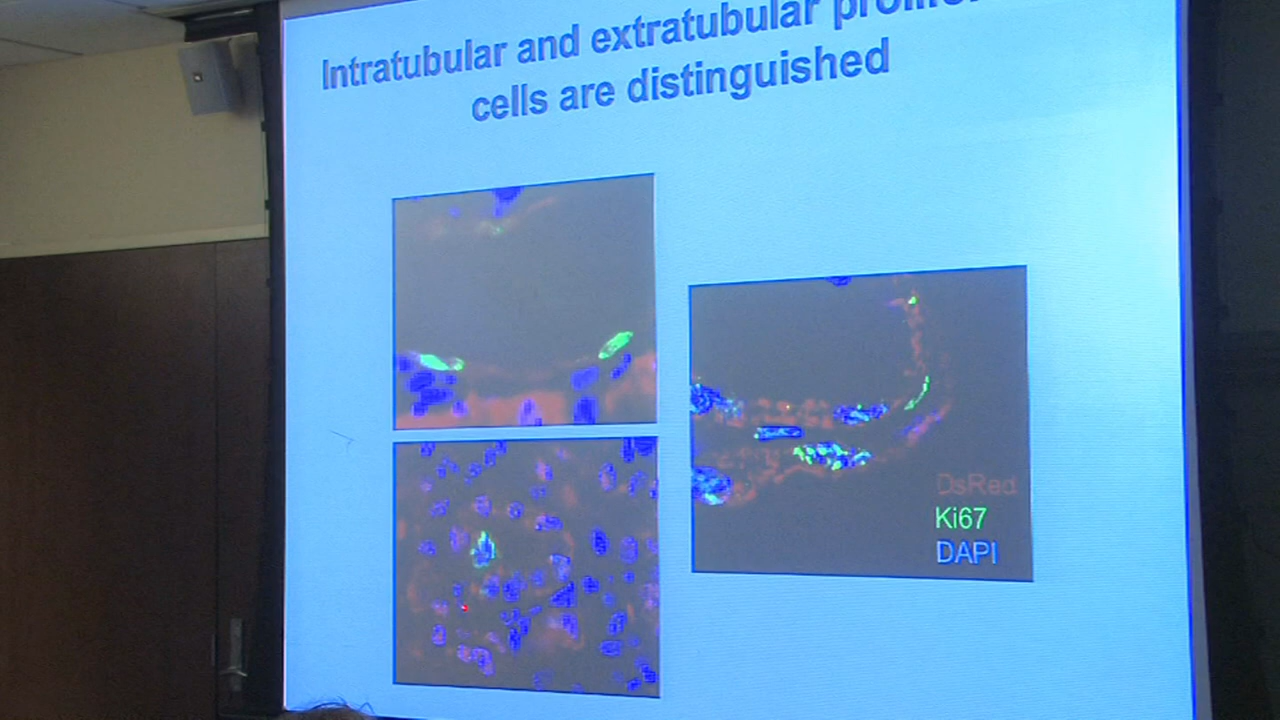 Intratubular and extratubular
cells are distinguished
DsRed
Ki67
DAPI